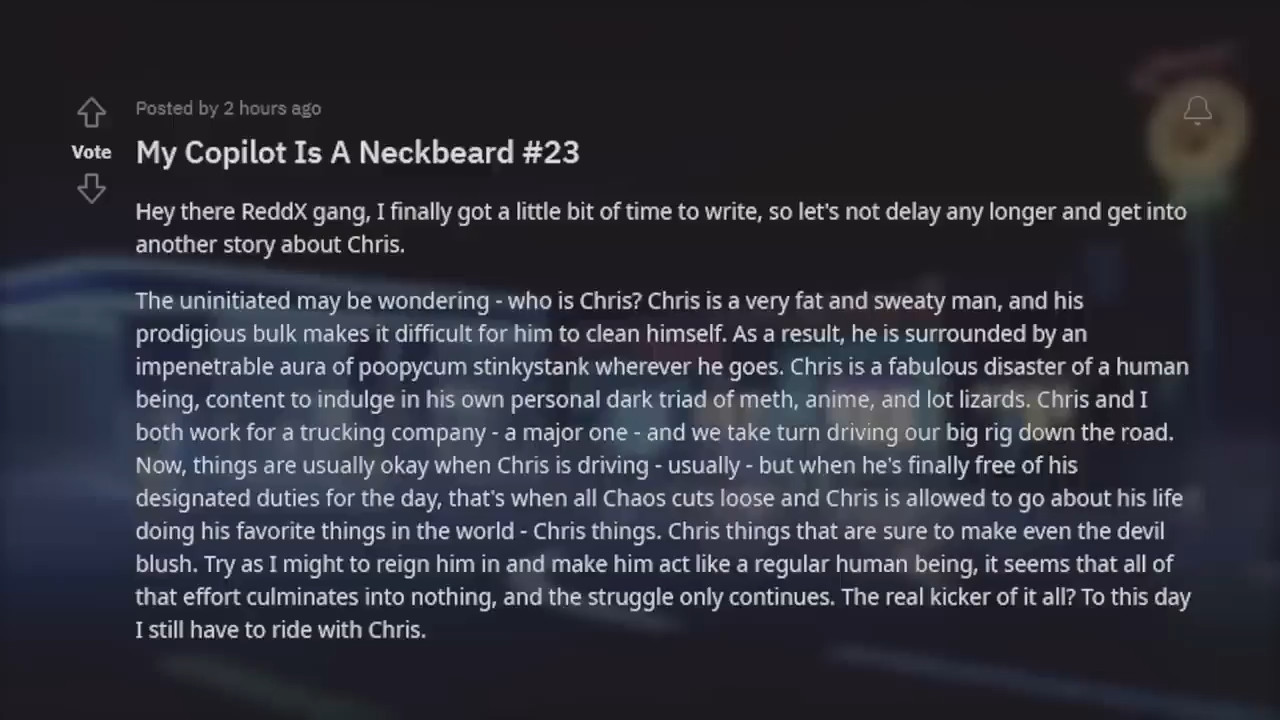 Posted by 2 hours ago
Vote
My Copilot Is A Neckbeard #23
Hey there ReddX gang, I finally got a little bit of time to write, so let's not delay any longer and get into
another story about Chris.
The uninitiated may be wondering - who is Chris? Chris is a very fat and sweaty man, and his
prodigious bulk makes it difficult for him to clean himself. As a result, he is surrounded by an
impenetrable aura of poopycum stinkystank wherever he goes. Chris is a fabulous disaster of a human
being, content to indulge in his own personal dark triad of meth, anime, and lot lizards. Chris and I
both work for a trucking company - a major one - and we take turn driving our big rig down the road.
Now, things are usually okay when Chris is driving - usually - but when he's finally free of his
designated duties for the day, that's when all Chaos cuts loose and Chris is allowed to go about his life
doing his favorite things in the world - Chris things. Chris things that are sure to make even the devil
blush. Try as I might to reign him in and make him act like a regular human being, it seems that all of
that effort culminates into nothing, and the struggle only continues. The real kicker of it all? To this day
I still have to ride with Chris.